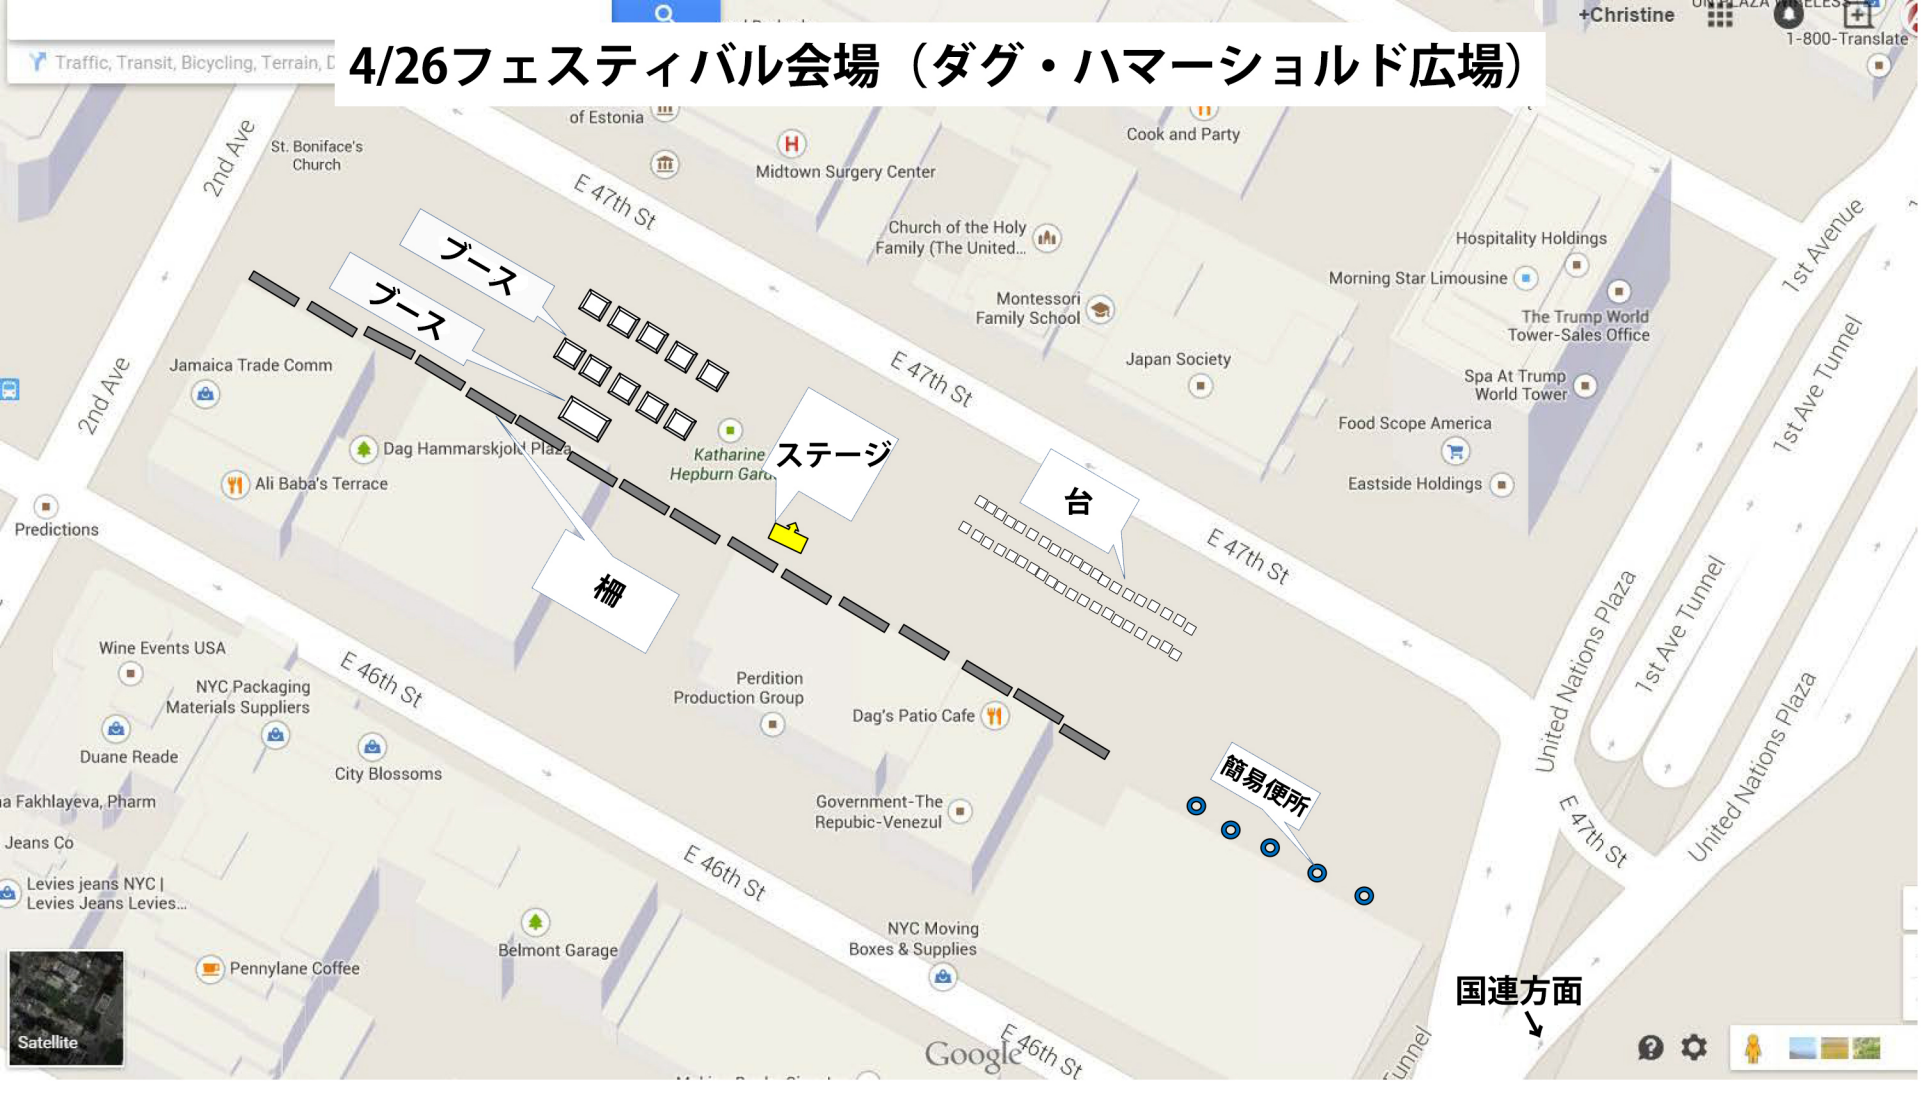 +Christine
1-800-Translate
Traffic, Transit, Bicycling, Terrain,
4/26フェスティバル会場（ダグ・ハマーショルド広場）
of Estonia
Cook and Party
2nd Ave
St. Boniface's
Church
Midtown Surgery Center
E 47th St
Church of the Holy
Family (The United...
Hospitality Holdings
1st Avenue
ブース
ブース
Morning Star Limousine
Montessori
Family School
The Trump World
Tower-Sales Office
1st Ave Tunnel
Jamaica Trade Comm
Japan Society
E 47th St
Spa At Trump
World Tower
2nd Ave
Food Scope America
Dag Hammarskjold Plaza
Katharine
Hepburn
ステージ
Ali Baba's Terrace
台
Eastside Holdings
Predictions
E 47th St
柵
United Nations Plaza
1st Ave Tunnel
Wine Events USA
E 46th St
NYC Packaging
Materials Suppliers
Perdition
Production Group
Dag's Patio Cafe
Duane Reade
City Blossoms
簡易便所
United Nations Plaza
Fakhlayeva, Pharm
Government-The
Repubic-Venezul
E 47th St
Jeans Co
E 46th St
Levies jeans NYC |
Levies Jeans Levies...
Belmont Garage
NYC Moving
Boxes & Supplies
Pennylane Coffee
国連方面
Satellite
Google
E 46th St